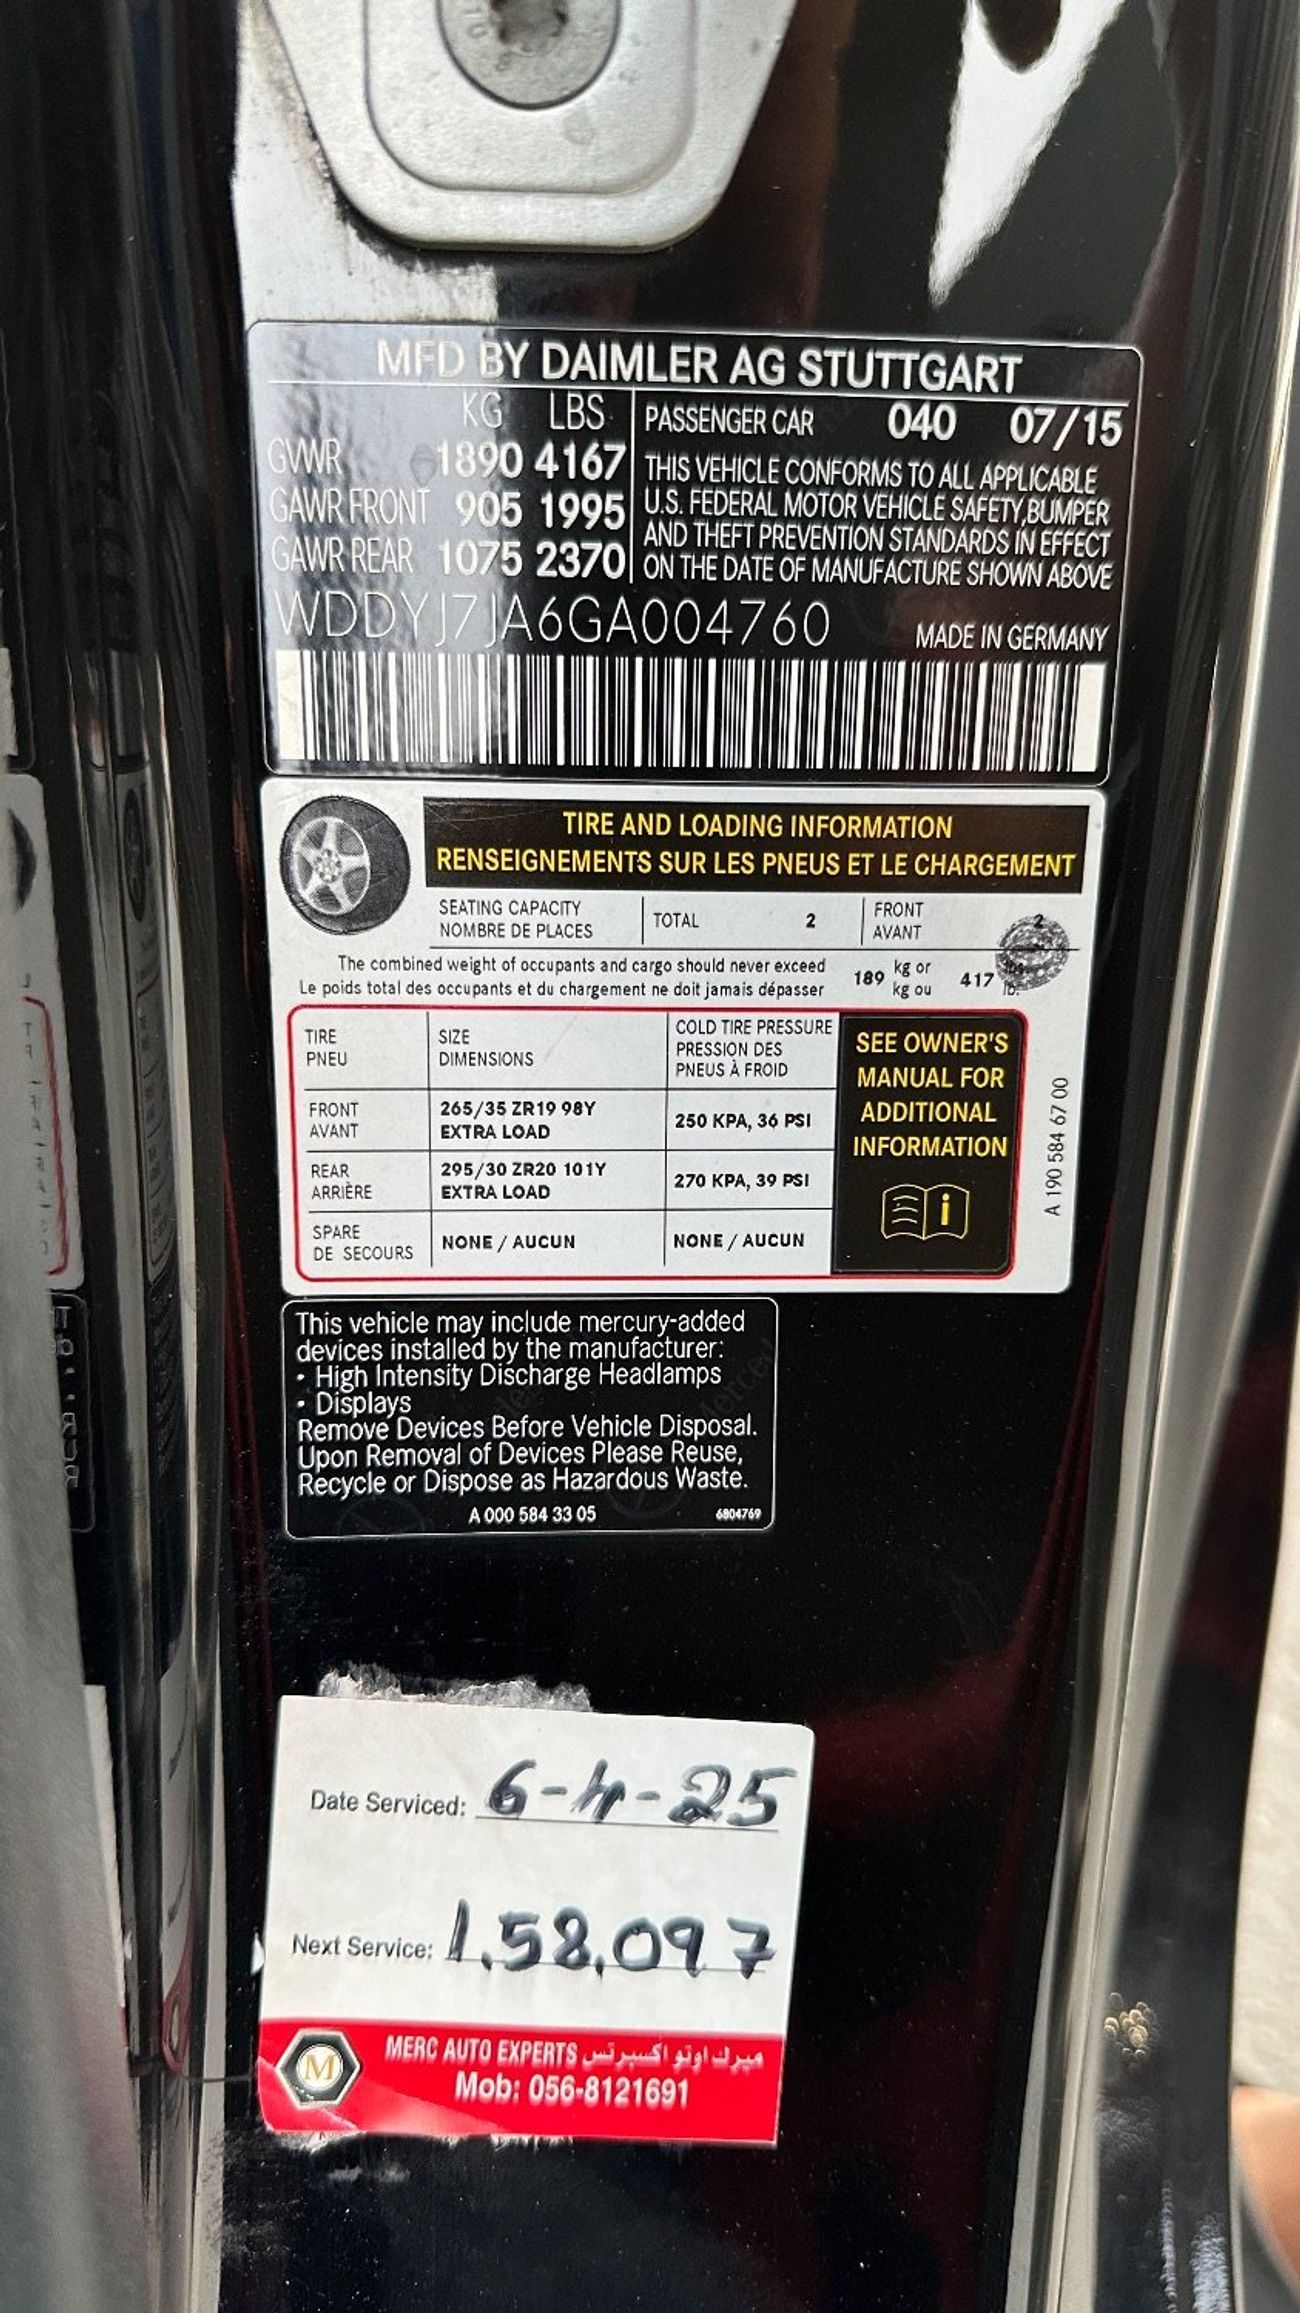 MFD BY DAIMLER AG STUTTGART
KG LBS
GVWR 1890 4167
GAWR FRONT 905 1995
GAWR REAR 1075 2370
PASSENGER CAR 040 07/15
THIS VEHICLE CONFORMS TO ALL APPLICABLE
U.S. FEDERAL MOTOR VEHICLE SAFETY,BUMPER
AND THEFT PREVENTION STANDARDS IN EFFECT
ON THE DATE OF MANUFACTURE SHOWN ABOVE
WDDYJ7JA6GA004760 MADE IN GERMANY
TIRE AND LOADING INFORMATION
RENSEIGNEMENTS SUR LES PNEUS ET LE CHARGEMENT
SEATING CAPACITY
NOMBRE DE PLACES
TOTAL 2
FRONT
AVANT
2
The combined weight of occupants and cargo should never exceed
Le poids total des occupants et du chargement ne doit jamais dépasser
189 kg or
kg ou
417 lbs.
lb.
TIRE
PNEU
SIZE
DIMENSIONS
COLD TIRE PRESSURE
PRESSION DES
PNEUS À FROID
FRONT
AVANT
265/35 ZR19 98Y
EXTRA LOAD
250 KPA, 36 PSI
REAR
ARRIÈRE
295/30 ZR20 101Y
EXTRA LOAD
270 KPA, 39 PSI
SPARE
DE SECOURS
NONE / AUCUN
NONE / AUCUN
SEE OWNER'S
MANUAL FOR
ADDITIONAL
INFORMATION
A 190 584 67 00
This vehicle may include mercury-added
devices installed by the manufacturer:
• High Intensity Discharge Headlamps
• Displays
Remove Devices Before Vehicle Disposal.
Upon Removal of Devices Please Reuse,
Recycle or Dispose as Hazardous Waste.
A 000 584 33 05 6804769
Date Serviced: 6-4-25
Next Service: 1,58,097
M
MERC AUTO EXPERTS ميرك اوتو اكسبرتس
Mob: 056-8121691